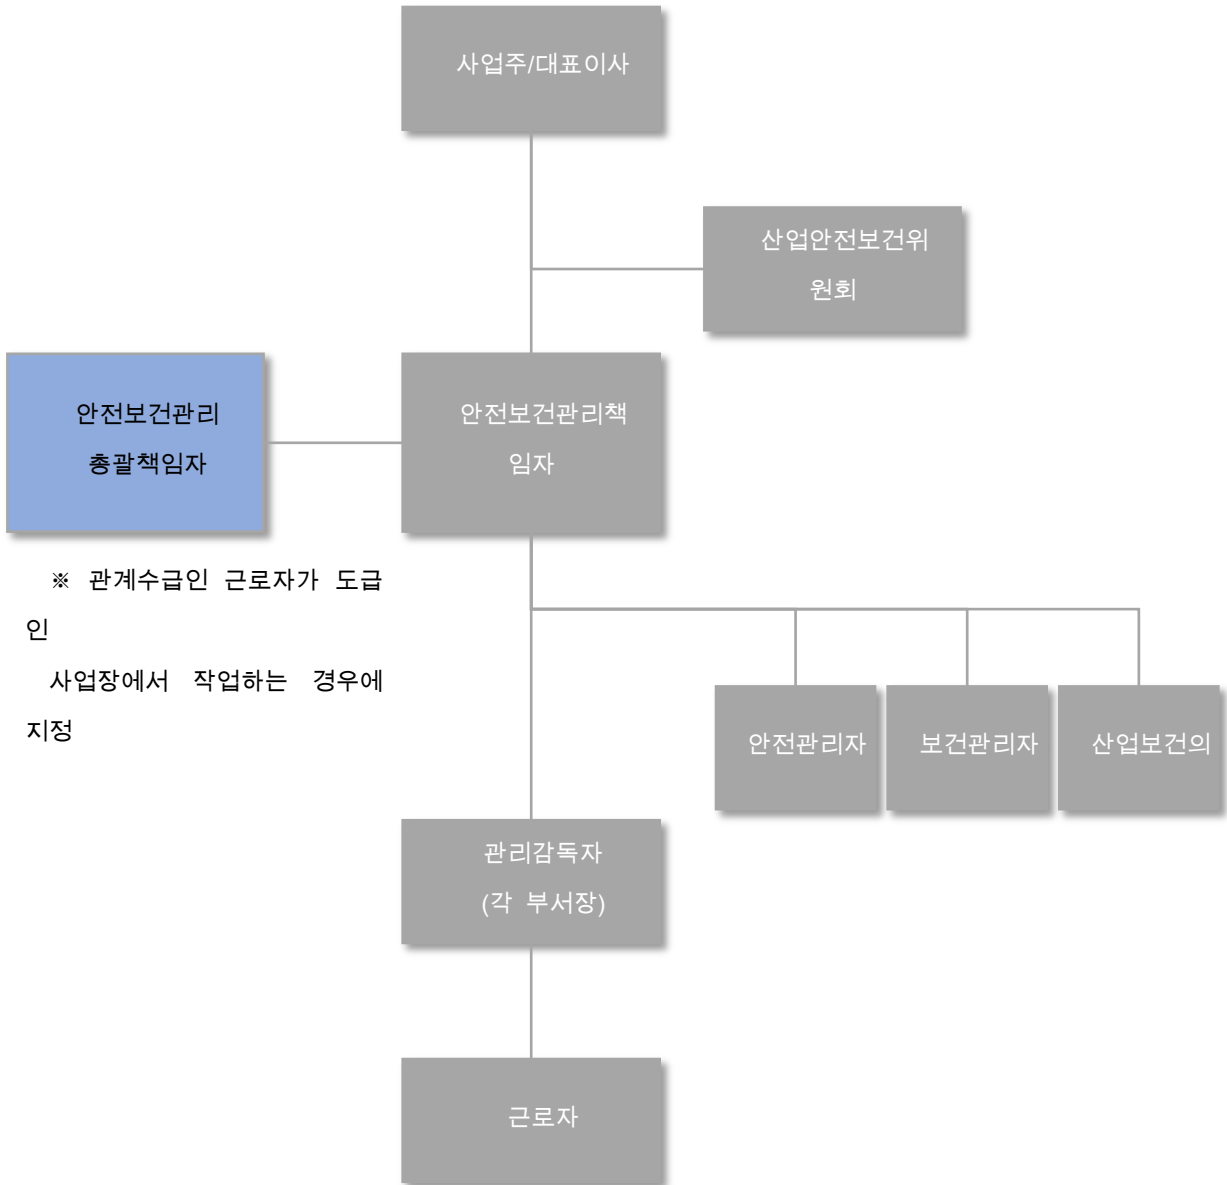 사업주/대표이사
산업안전보건위
원회
안전보건관리
총괄책임자
안전보건관리책
임자
※ 관계수급인 근로자가 도급
인
사업장에서 작업하는 경우에
지정
안전관리자
보건관리자
산업보건의
관리감독자
(각 부서장)
근로자